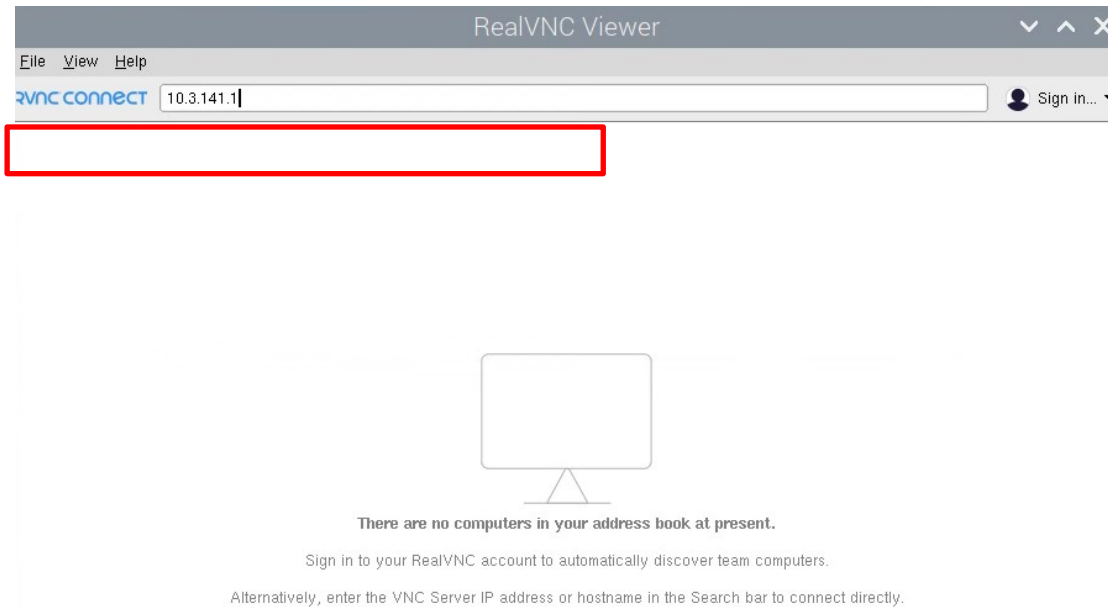 RealVNC Viewer
File View Help
RVNC CONNECT 10.3.141.1 Sign in...
There are no computers in your address book at present.
Sign in to your RealVNC account to automatically discover team computers.
Alternatively, enter the VNC Server IP address or hostname in the Search bar to connect directly.